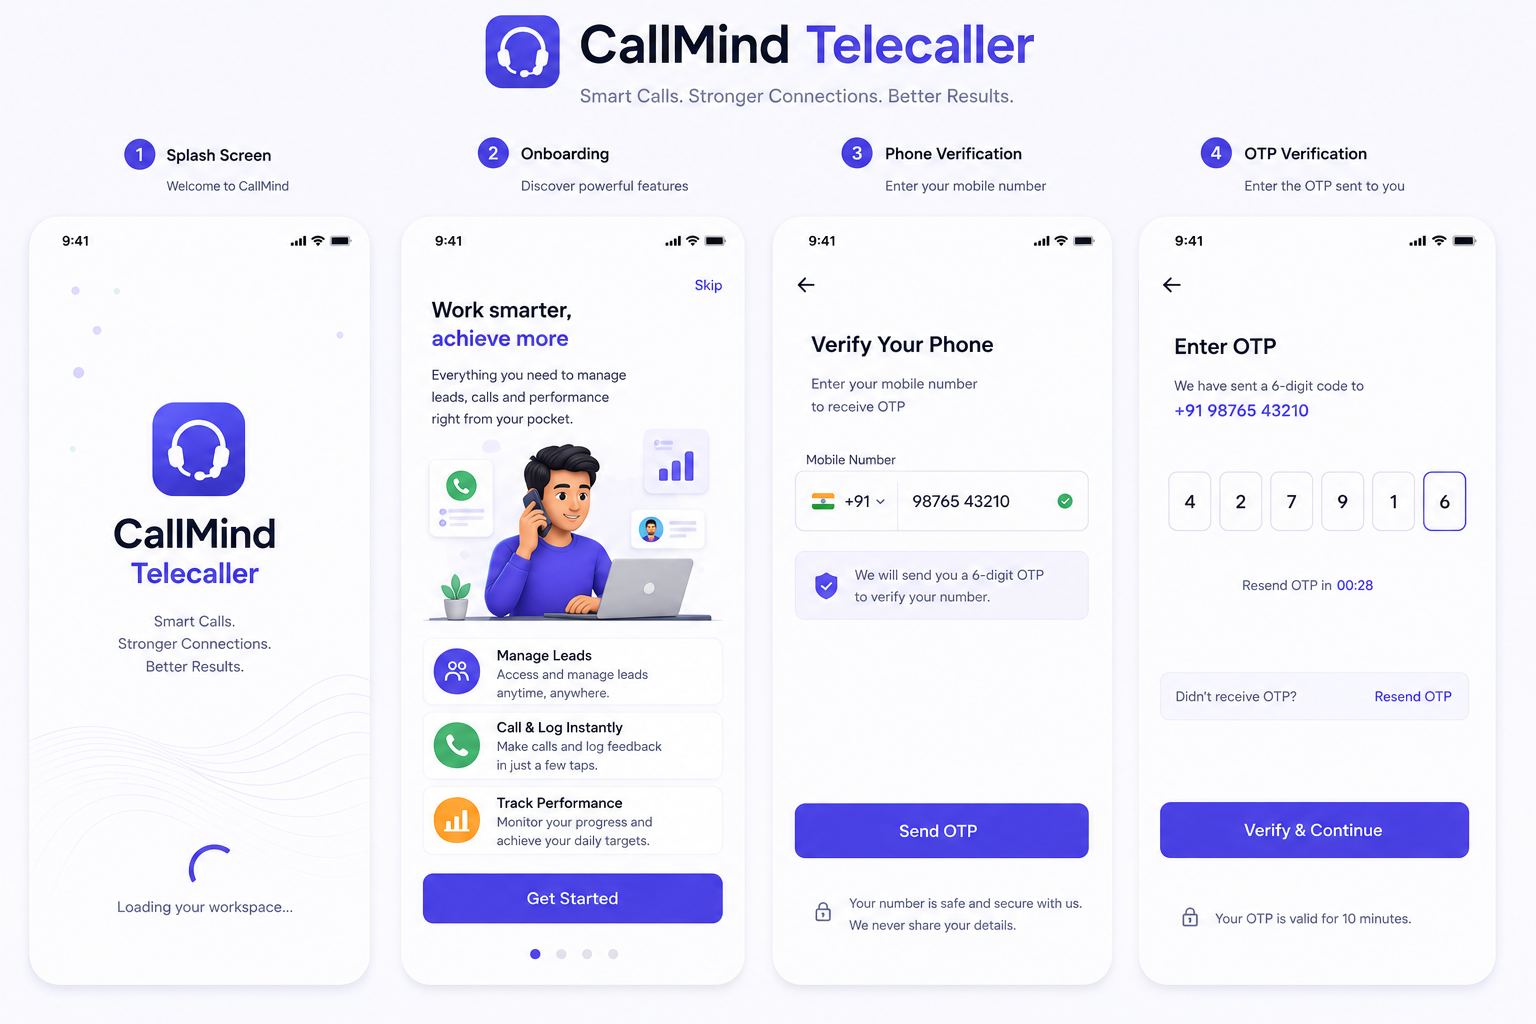 CallMind Telecaller
Smart Calls. Stronger Connections. Better Results.
1 Splash Screen
Welcome to CallMind
2 Onboarding
Discover powerful features
3 Phone Verification
Enter your mobile number
4 OTP Verification
Enter the OTP sent to you
9:41
CallMind
Telecaller
Smart Calls.
Stronger Connections.
Better Results.
Loading your workspace...
9:41
Skip
Work smarter,
achieve more
Everything you need to manage
leads, calls and performance
right from your pocket.
Manage Leads
Access and manage leads
anytime, anywhere.
Call & Log Instantly
Make calls and log feedback
in just a few taps.
Track Performance
Monitor your progress and
achieve your daily targets.
Get Started
9:41
Verify Your Phone
Enter your mobile number
to receive OTP
Mobile Number
+91 98765 43210
We will send you a 6-digit OTP
to verify your number.
Send OTP
Your number is safe and secure with us.
We never share your details.
9:41
Enter OTP
We have sent a 6-digit code to
+91 98765 43210
4 2 7 9 1 6
Resend OTP in 00:28
Didn't receive OTP? Resend OTP
Verify & Continue
Your OTP is valid for 10 minutes.